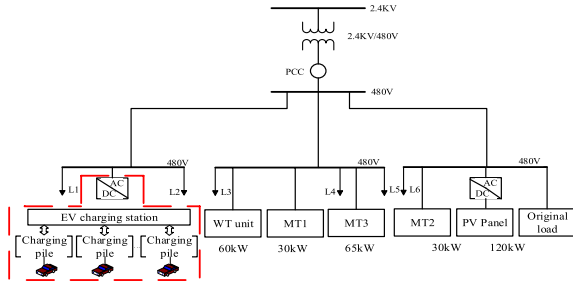 2.4KV
2.4KV/480V
PCC
480V
480V
480V
480V
L1
AC
DC
L2
L3
L4
L5
L6
AC
DC
EV charging station
WT unit
MT1
MT3
MT2
PV Panel
Original
load
Charging
pile
Charging
pile
...
Charging
pile
60kW
30kW
65kW
30kW
120kW